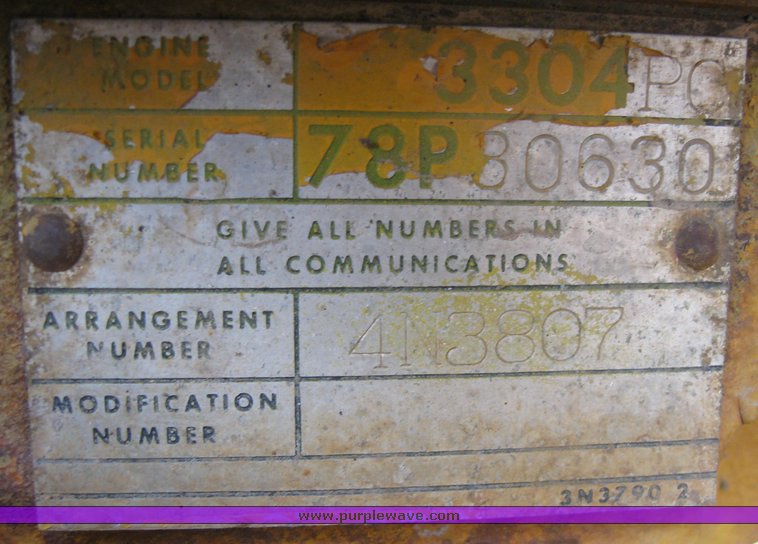 ENGINE MODEL 3304PC
SERIAL NUMBER 78P30630
GIVE ALL NUMBERS IN
ALL COMMUNICATIONS
ARRANGEMENT NUMBER 4N3807
MODIFICATION NUMBER
3N3790 2
www.purplewave.com